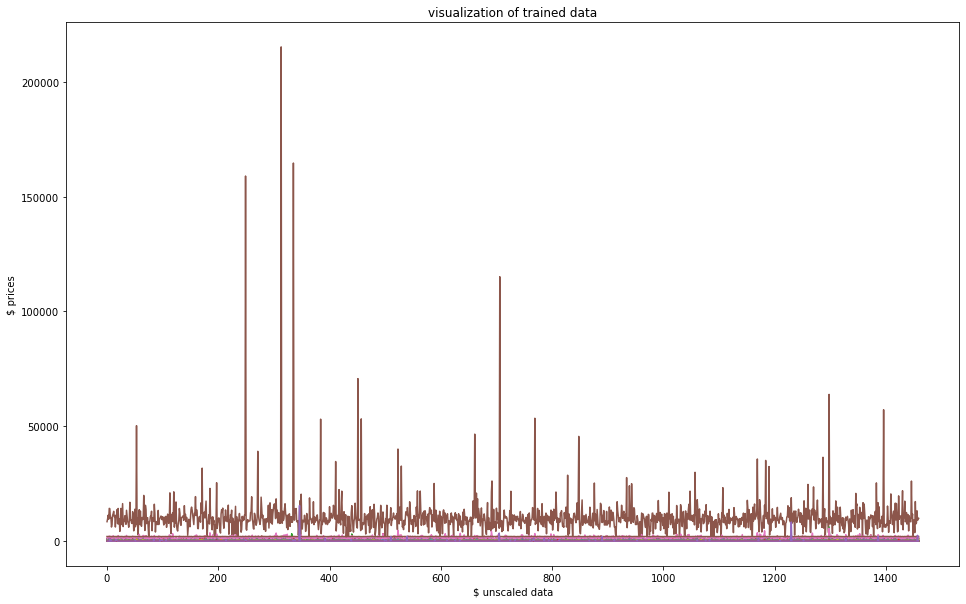 visualization of trained data
200000
150000
100000
50000
0
$ prices
0 200 400 600 800 1000 1200 1400
$ unscaled data